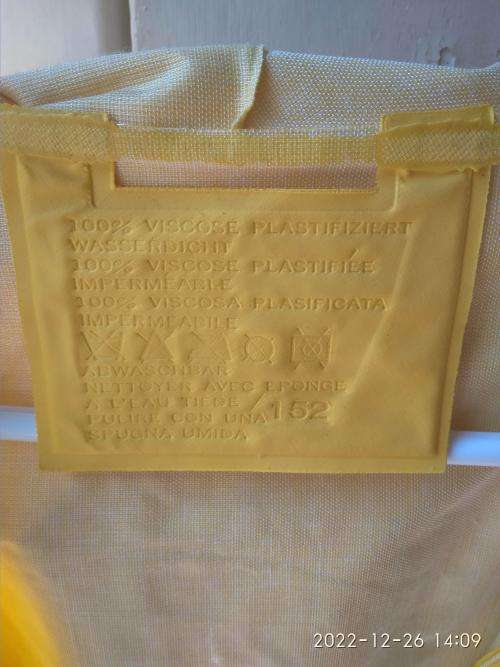 100% VISCOSE PLASTIFIZIERT
WASSERDICHT
100% VISCOSE PLASTIFIÉE
IMPERMEABLE
100% VISCOSA PLASIFICATA
IMPERMEABILE
ABWASCHBAR
NETTOYER AVEC EPONGE
A L'EAU TIEDE
PULIRE CON UNA
SPUGNA UMIDA
152
2022-12-26 14:09